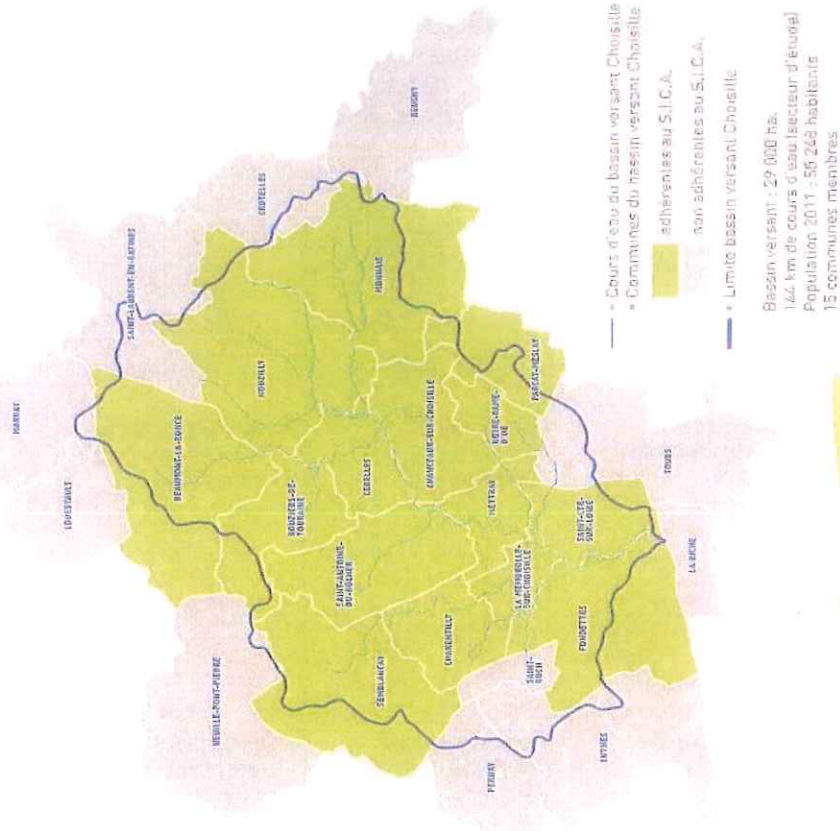 MARRAY
LOUESTAULT
SAINT-LAURENT-EN-GATINES
CROTELLES
NEUILLE-PONT-PIERRE
BEAUMONT-LA-RONCE
NOUZILLY
REUGNY
ROUZIERS-DE-
TOURAINE
MONNAIE
SAINT-ANTOINE-
DU-ROCHER
CERELLES
SEMBLANCAY
CHANCEAUX-SUR-CHOISILLE
CHARENTILLY
METTRAY
NOTRE-DAME-
D'OE
PARCAY-MESLAY
PERNAY
LA MEMBROLLE-
SUR-CHOISILLE
SAINT-
ROCH
SAINT-CYR-
SUR-LOIRE
FONDETTES
LUYNES
TOURS
LA RICHE
• Cours d'eau du bassin versant Choisille
• Communes du bassin versant Choisille
adhérentes au S.I.C.A.
non adhérentes au S.I.C.A.
• Limite bassin versant Choisille
Bassin versant : 29 000 ha.
144 km de cours d'eau (secteur d'étude)
Population 2011 : 55 248 habitants
15 communes membres